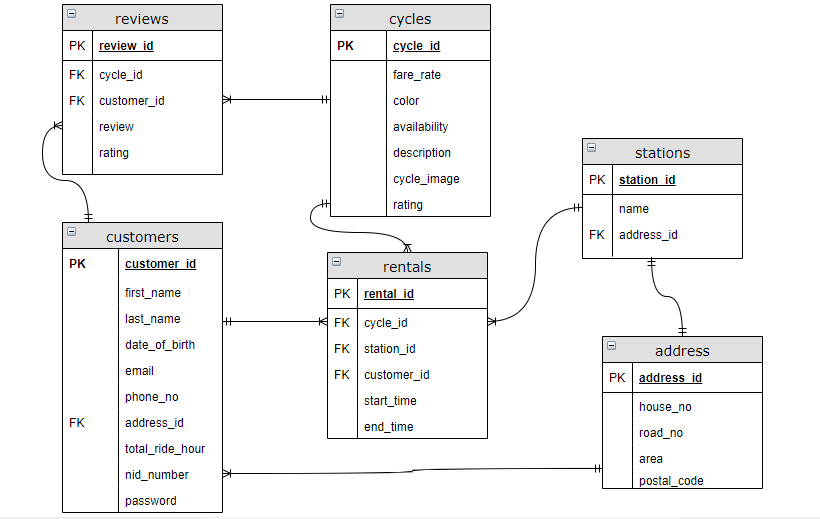 reviews
PK review_id
FK cycle_id
FK customer_id
review
rating
cycles
PK cycle_id
fare_rate
color
availability
description
cycle_image
rating
stations
PK station_id
name
FK address_id
customers
PK customer_id
first_name
last_name
date_of_birth
email
phone_no
FK address_id
total_ride_hour
nid_number
password
rentals
PK rental_id
FK cycle_id
FK station_id
FK customer_id
start_time
end_time
address
PK address_id
house_no
road_no
area
postal_code